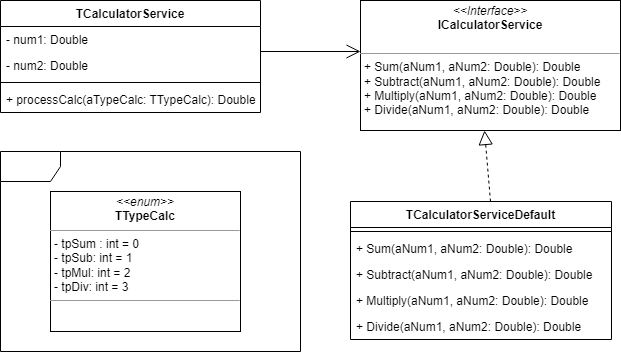 TCalculatorService
- num1: Double
- num2: Double
+ processCalc(aTypeCalc: TTypeCalc): Double
<<Interface>>
ICalculatorService
+ Sum(aNum1, aNum2: Double): Double
+ Subtract(aNum1, aNum2: Double): Double
+ Multiply(aNum1, aNum2: Double): Double
+ Divide(aNum1, aNum2: Double): Double
<<enum>>
TTypeCalc
- tpSum : int = 0
- tpSub: int = 1
- tpMul: int = 2
- tpDiv: int = 3
TCalculatorServiceDefault
+ Sum(aNum1, aNum2: Double): Double
+ Subtract(aNum1, aNum2: Double): Double
+ Multiply(aNum1, aNum2: Double): Double
+ Divide(aNum1, aNum2: Double): Double